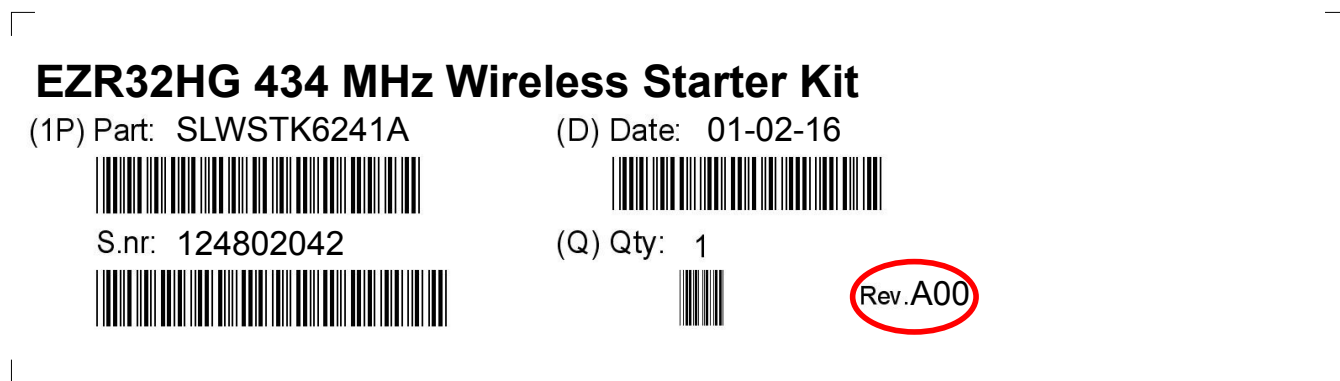 EZR32HG 434 MHz Wireless Starter Kit
(1P) Part: SLWSTK6241A
(D) Date: 01-02-16
S.nr: 124802042
(Q) Qty: 1
Rev.A00